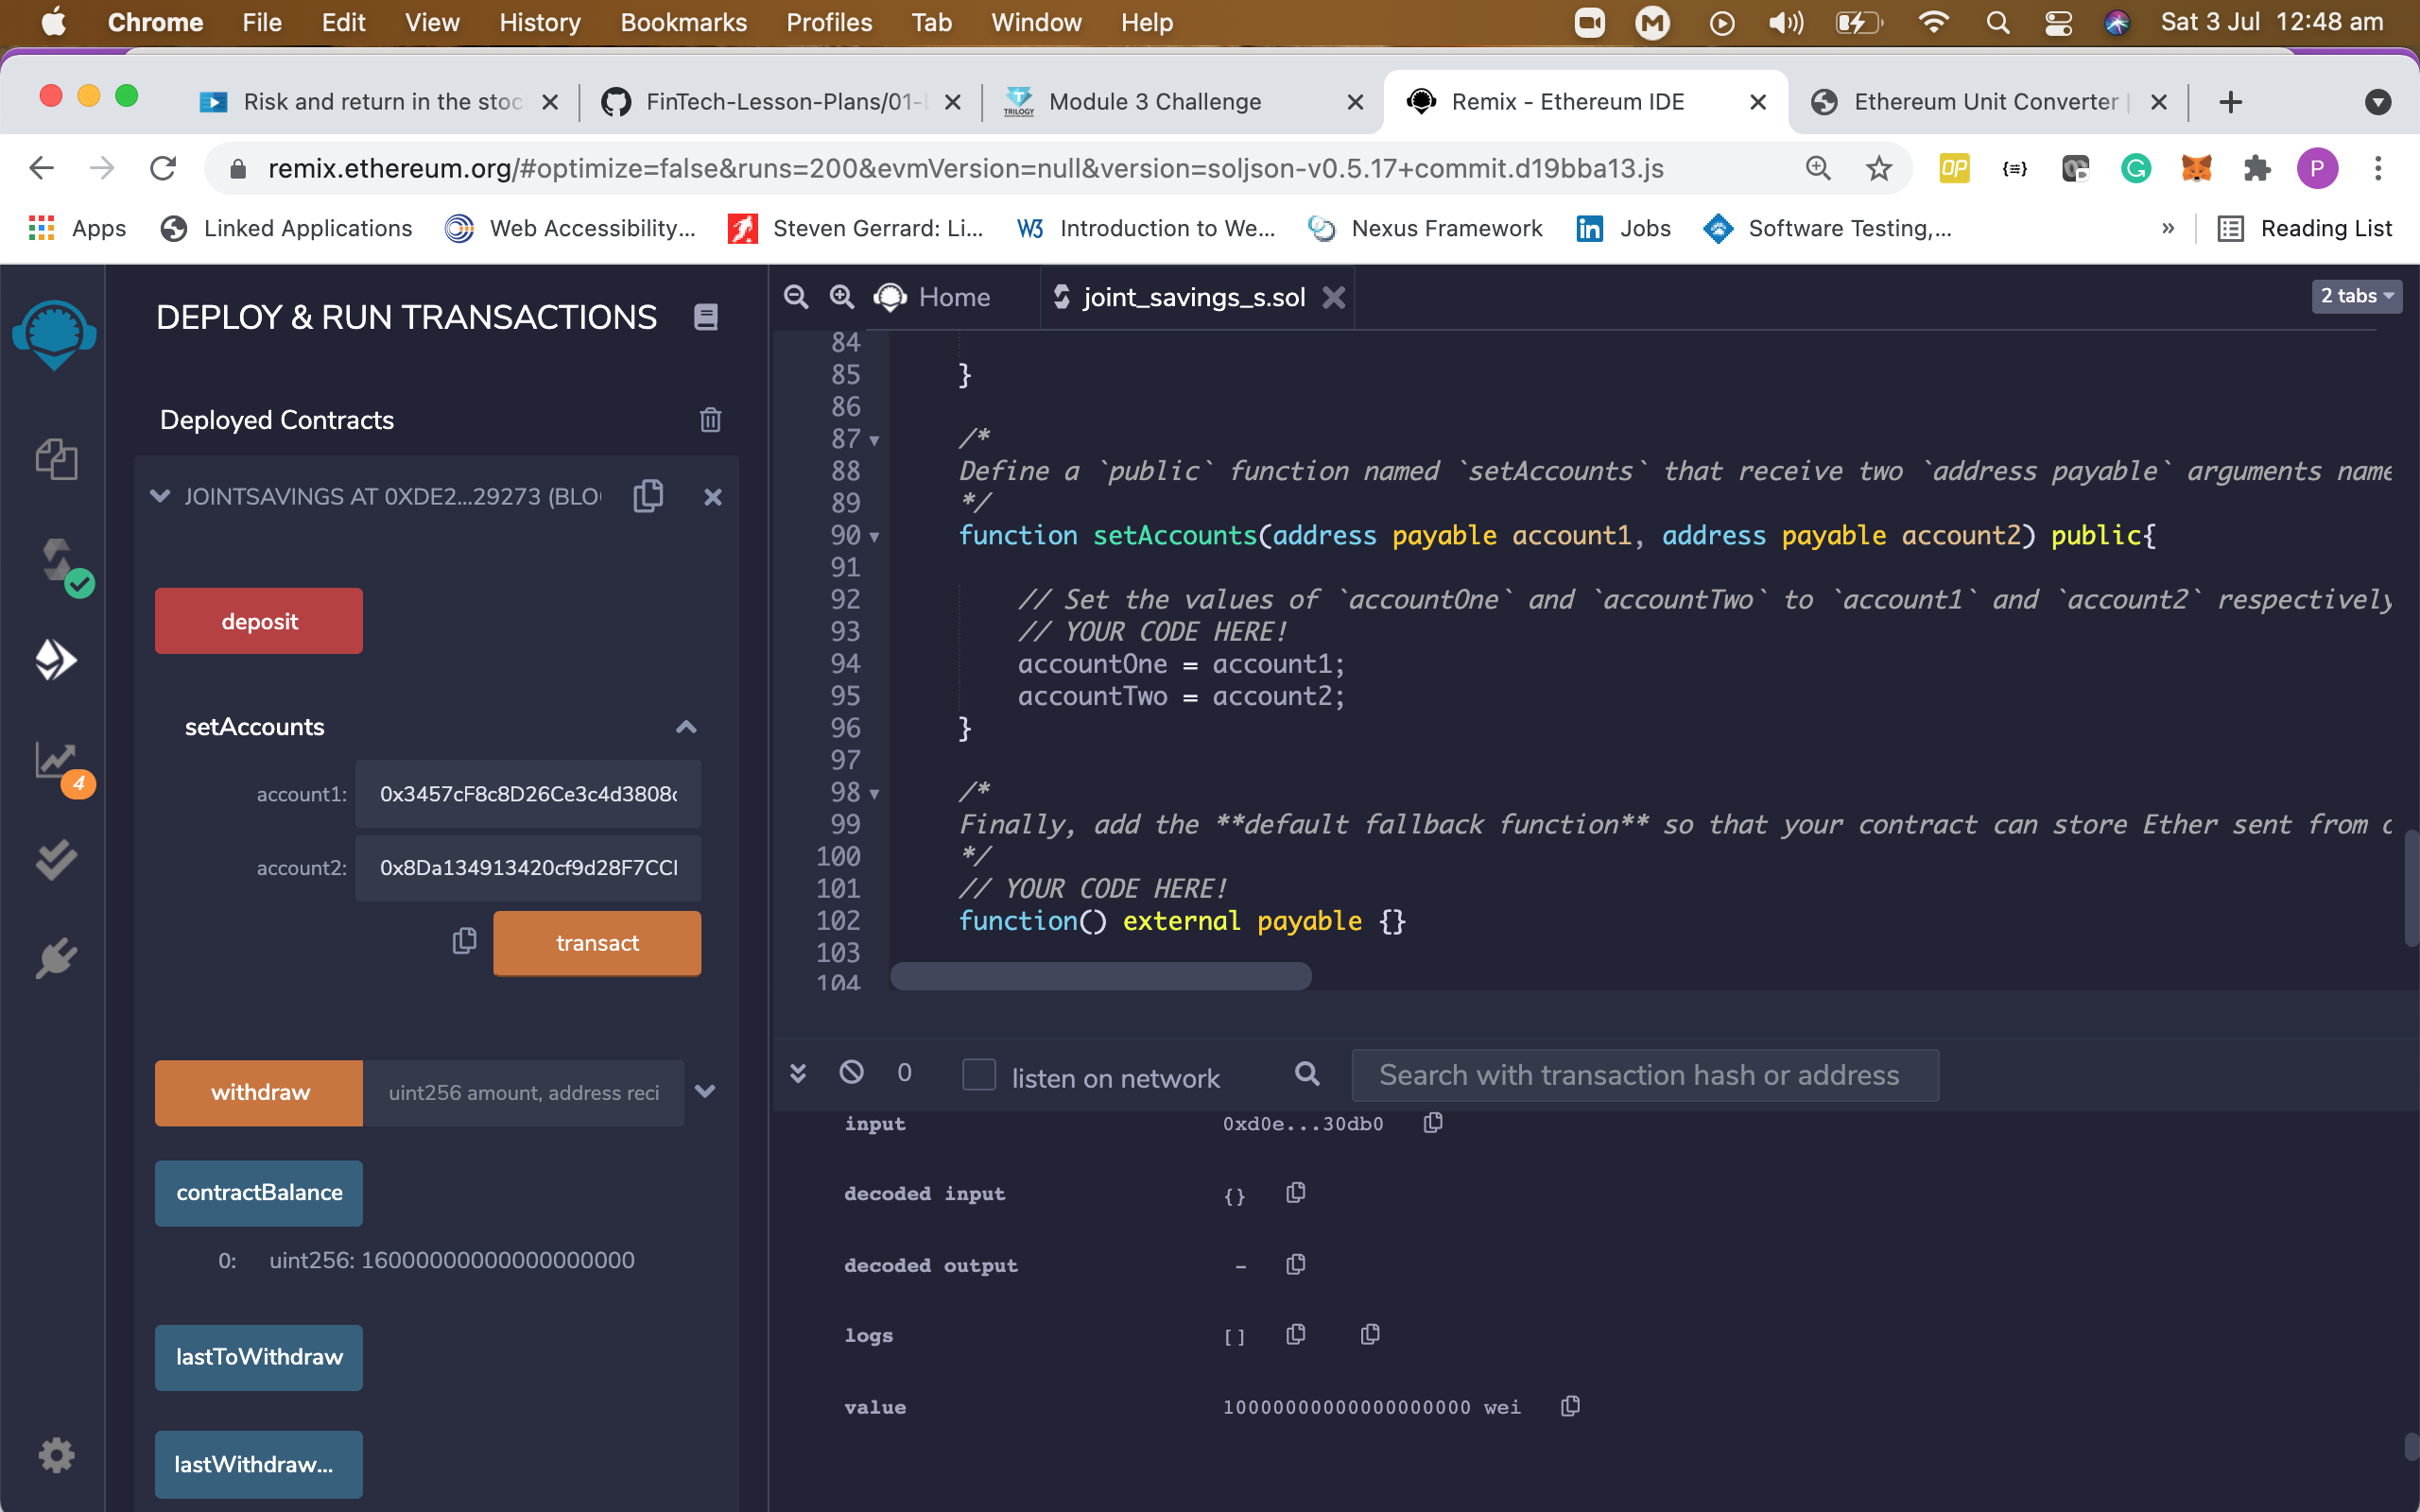 Chrome File Edit View History Bookmarks Profiles Tab Window Help Sat 3 Jul 12:48 am
Risk and return in the stoc
FinTech-Lesson-Plans/01-
Module 3 Challenge
Remix - Ethereum IDE
Ethereum Unit Converter |
remix.ethereum.org/#optimize=false&runs=200&evmVersion=null&version=soljson-v0.5.17+commit.d19bba13.js
OP
G
P
Apps
Linked Applications
Web Accessibility...
Steven Gerrard: Li...
W3 Introduction to We...
Nexus Framework
in Jobs
Software Testing,...
»
Reading List
DEPLOY & RUN TRANSACTIONS
Deployed Contracts
JOINTSAVINGS AT 0XDE2...29273 (BLO
deposit
setAccounts
account1: 0x3457cF8c8D26Ce3c4d3808
account2: 0x8Da134913420cf9d28F7CC
transact
withdraw uint256 amount, address reci
contractBalance
0: uint256: 16000000000000000000
lastToWithdraw
lastWithdraw...
4
Home
joint_savings_s.sol
2 tabs
84
85 }
86
87 /*
88 Define a `public` function named `setAccounts` that receive two `address payable` arguments name
89 */
90 function setAccounts(address payable account1, address payable account2) public{
91
92 // Set the values of `accountOne` and `accountTwo` to `account1` and `account2` respectively
93 // YOUR CODE HERE!
94 accountOne = account1;
95 accountTwo = account2;
96 }
97
98 /*
99 Finally, add the **default fallback function** so that your contract can store Ether sent from
100 */
101 // YOUR CODE HERE!
102 function() external payable {}
103
104
0 listen on network Search with transaction hash or address
input 0xd0e...30db0
decoded input {}
decoded output -
logs []
value 10000000000000000000 wei